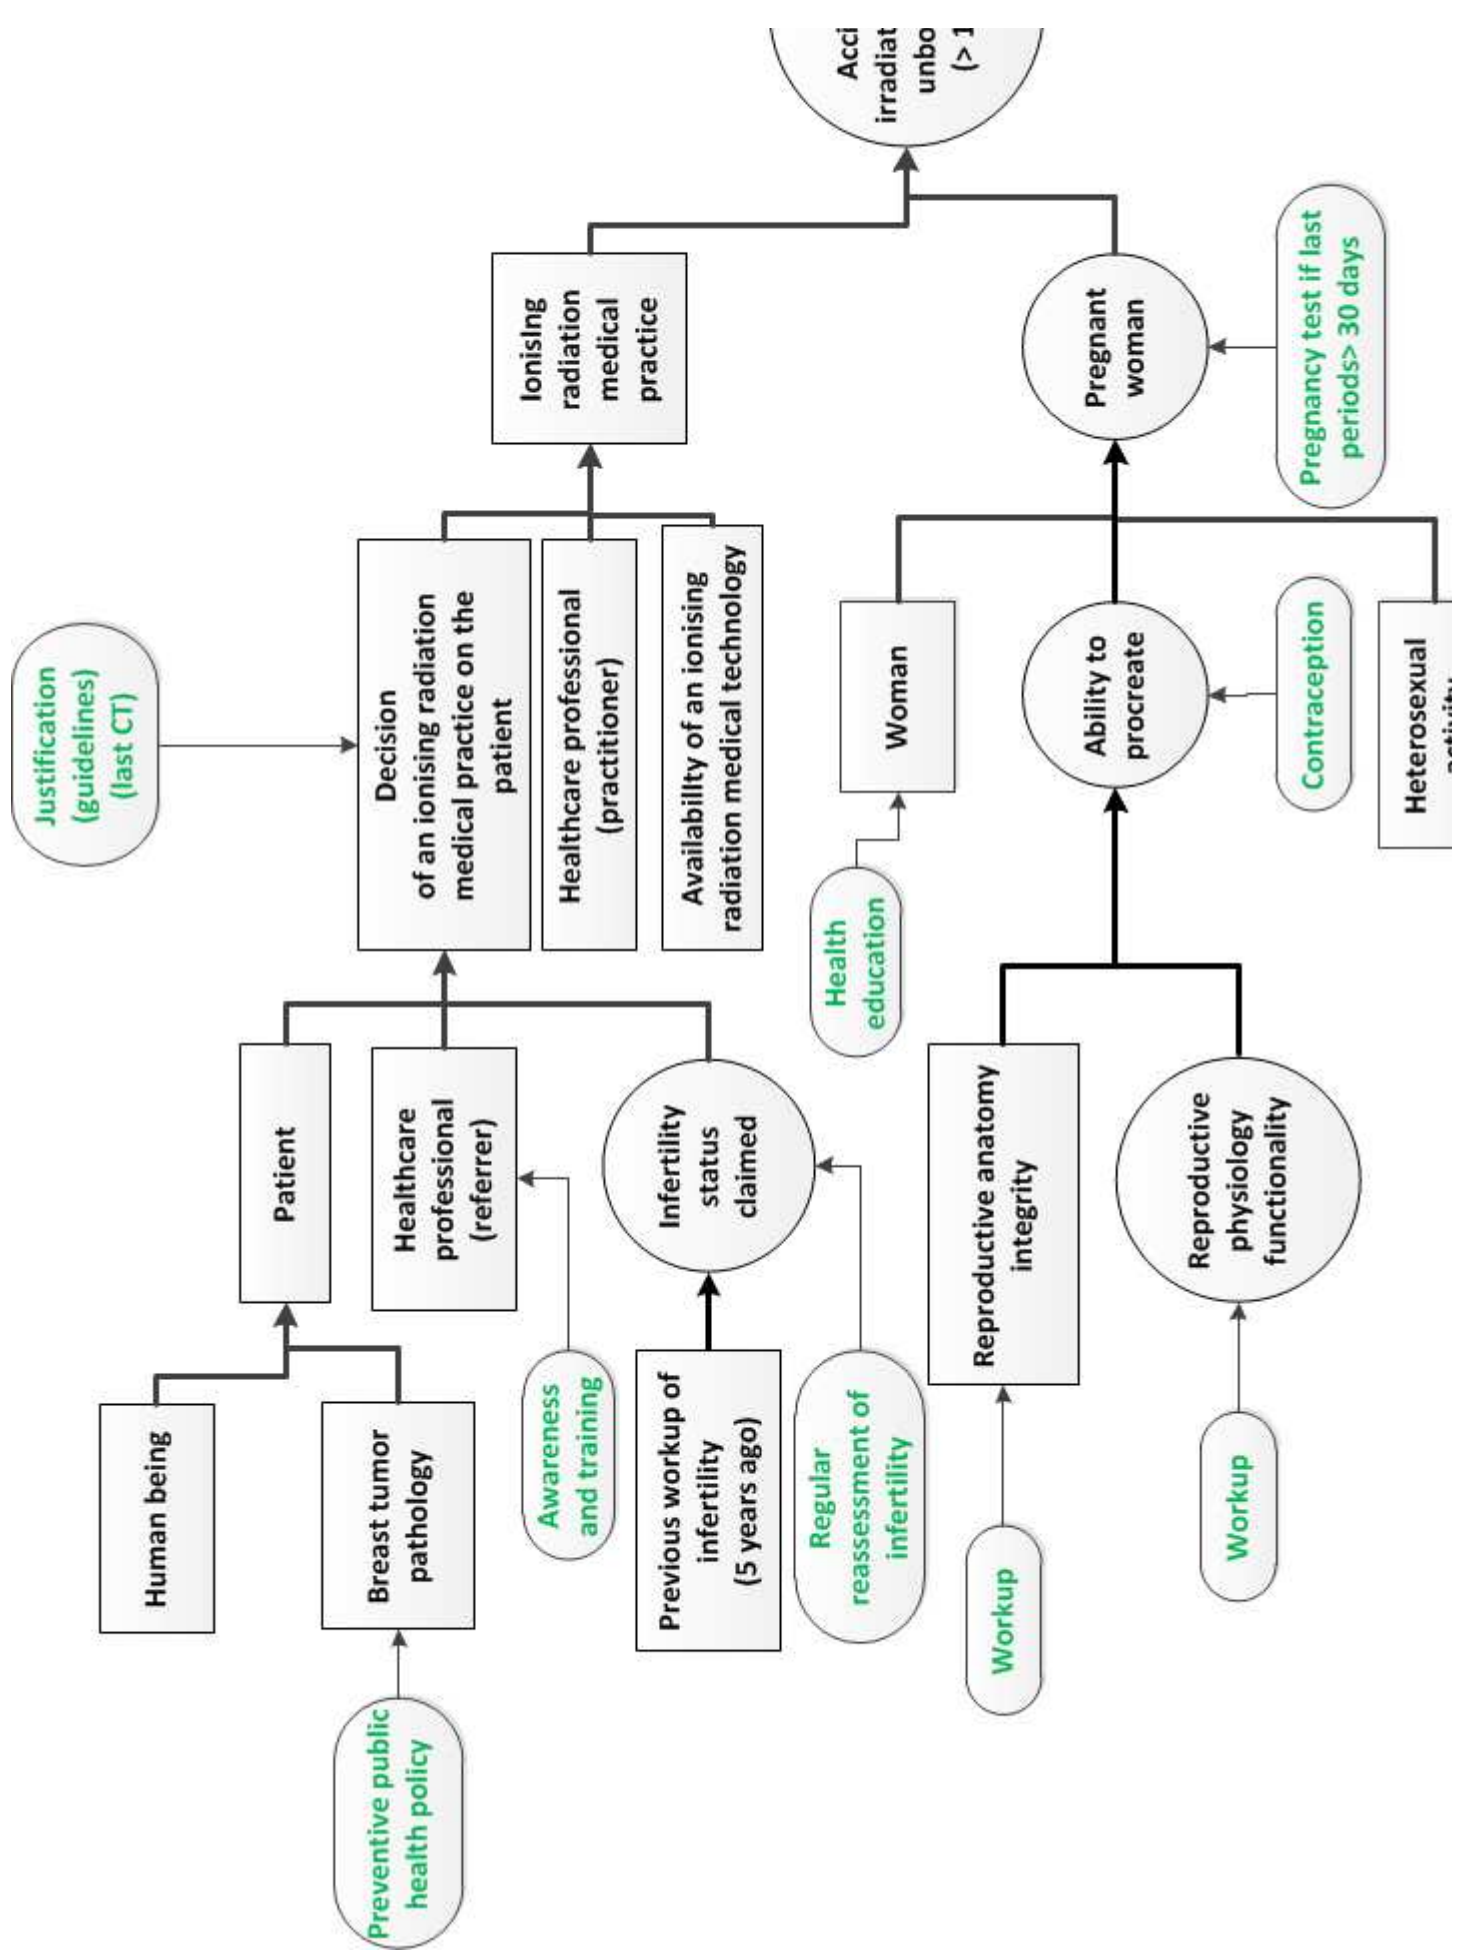 Justification
(guidelines)
(last CT)
Human being
Patient
Preventive public
health policy
Breast tumor
pathology
Healthcare
professional
(referrer)
Decision
of an ionising radiation
medical practice on the
patient
IonisIng
radiation
medical
practice
Awareness
and training
Healthcare professional
(practitioner)
Previous workup of
infertility
(5 years ago)
Infertility
status
claimed
Availability of an ionising
radiation medical technology
Regular
reassessment of
infertility
Health
education
Woman
Acci
irradiat
unbo
(> 1
Workup
Reproductive anatomy
integrity
Ability to
procreate
Pregnant
woman
Workup
Reproductive
physiology
functionality
Contraception
Pregnancy test if last
periods> 30 days
Heterosexual